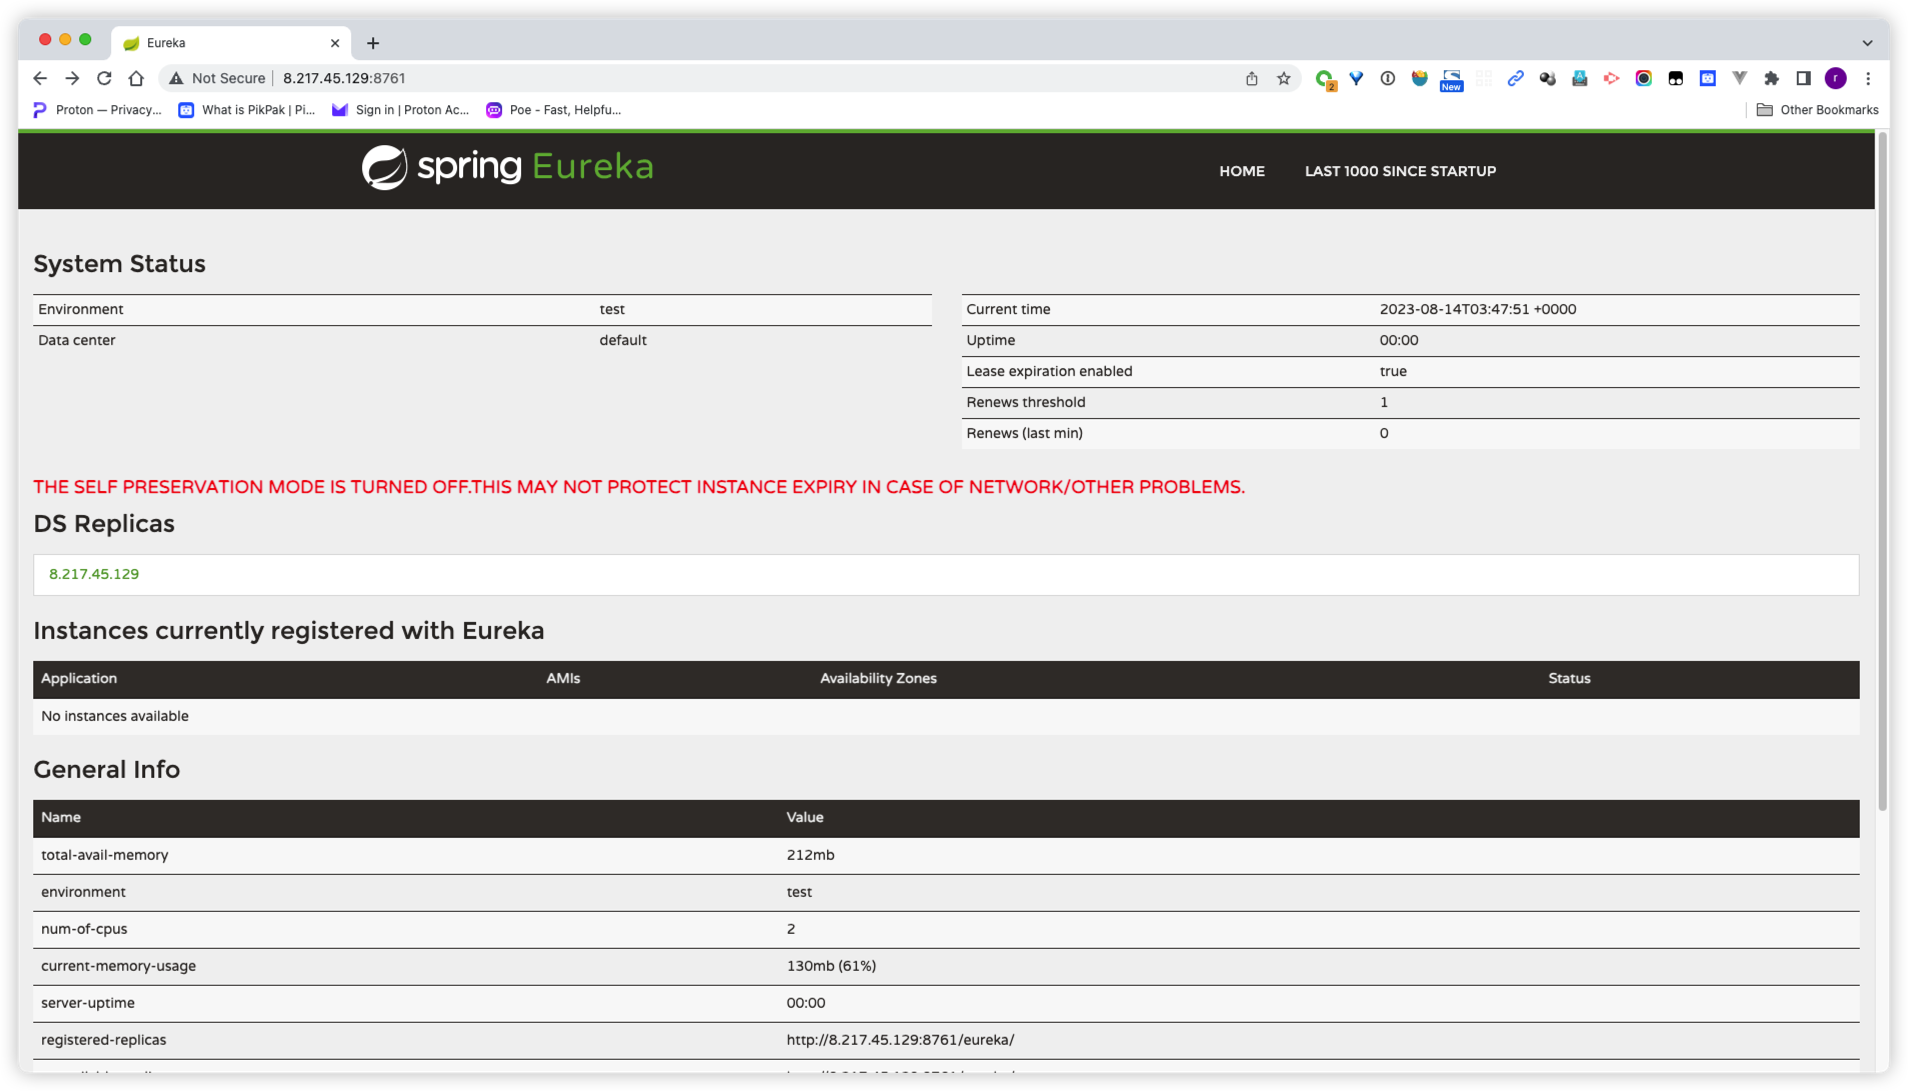 Eureka
Not Secure 8.217.45.129:8761
2
New
r
Proton — Privacy...
What is PikPak | Pi...
Sign in | Proton Ac...
Poe - Fast, Helpfu...
Other Bookmarks
spring Eureka
HOME
LAST 1000 SINCE STARTUP
System Status
Environment test
Data center default
Current time 2023-08-14T03:47:51 +0000
Uptime 00:00
Lease expiration enabled true
Renews threshold 1
Renews (last min) 0
THE SELF PRESERVATION MODE IS TURNED OFF.THIS MAY NOT PROTECT INSTANCE EXPIRY IN CASE OF NETWORK/OTHER PROBLEMS.
DS Replicas
8.217.45.129
Instances currently registered with Eureka
Application AMIs Availability Zones Status
No instances available
General Info
Name Value
total-avail-memory 212mb
environment test
num-of-cpus 2
current-memory-usage 130mb (61%)
server-uptime 00:00
registered-replicas http://8.217.45.129:8761/eureka/